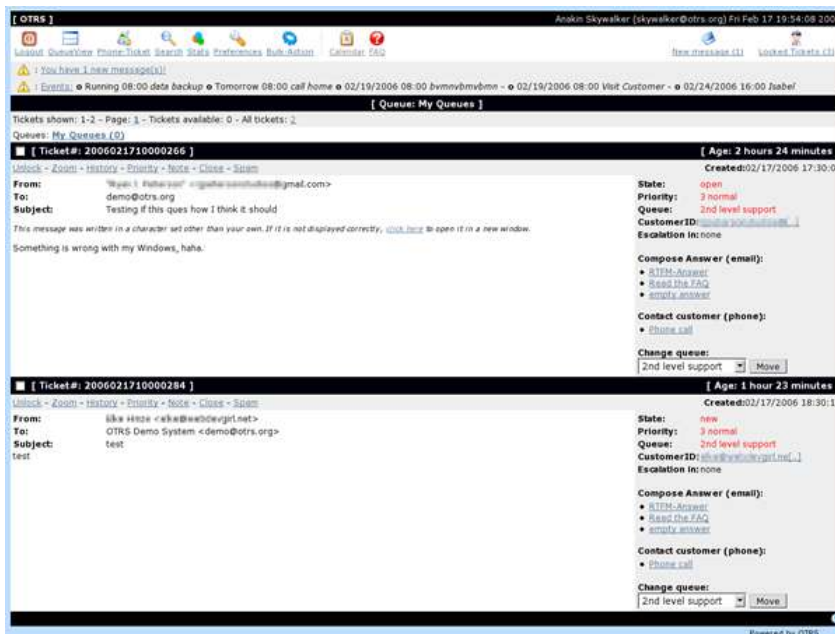 [ OTRS ] Anakin Skywalker (skywalker@otrs.org) Fri Feb 17 19:54:08 200
Logout QueueView Phone-Ticket Search Stats Preferences Bulk-Action Calendar FAQ New message (1) Locked Tickets (3)
: You have 1 new message(s)!
: Events: Running 08:00 data backup Tomorrow 08:00 call home 02/19/2006 08:00 bvmnvbmvbmn - 02/19/2006 08:00 Visit Customer - 02/24/2006 16:00 Isabel
[ Queue: My Queues ]
Tickets shown: 1-2 - Page: 1 - Tickets available: 0 - All tickets: 2
Queues: My Queues (0)
[ Ticket#: 2006021710000266 ] [ Age: 2 hours 24 minutes
Unlock - Zoom - History - Priority - Note - Close - Spam Created:02/17/2006 17:30:0
From: gmail.com> State: open
To: demo@otrs.org Priority: 3 normal
Subject: Testing if this ques how I think it should Queue: 2nd level support
CustomerID:
This message was written in a character set other than your own. If it is not displayed correctly, click here to open it in a new window.
Escalation in: none
Something is wrong with my Windows, haha.
Compose Answer (email):
• RTFM-Answer
• Read the FAQ
• empty answer
Contact customer (phone):
• Phone call
Change queue:
2nd level support Move
[ Ticket#: 2006021710000284 ] [ Age: 1 hour 23 minutes
Unlock - Zoom - History - Priority - Note - Close - Spam Created:02/17/2006 18:30:1
From: State: new
To: OTRS Demo System <demo@otrs.org> Priority: 3 normal
Subject: test Queue: 2nd level support
test CustomerID:
Escalation in: none
Compose Answer (email):
• RTFM-Answer
• Read the FAQ
• empty answer
Contact customer (phone):
• Phone call
Change queue:
2nd level support Move
Powered by OTRS